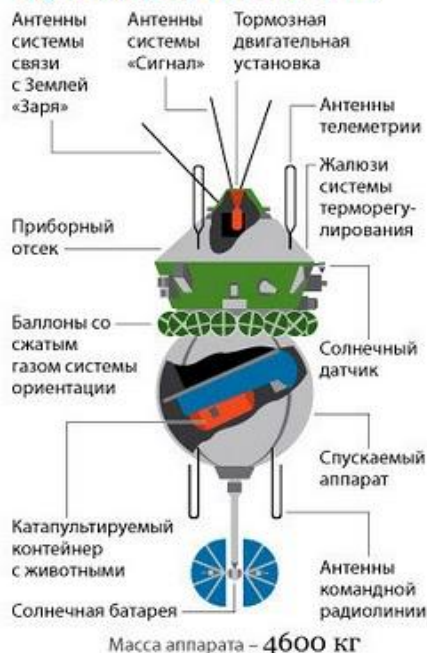 Антенны
системы
связи
с Землей
«Заря»
Антенны
системы
«Сигнал»
Тормозная
двигательная
установка
Антенны
телеметрии
Жалюзи
системы
терморегу-
лирования
Приборный
отсек
Баллоны со
сжатым
газом системы
ориентации
Солнечный
датчик
Спускаемый
аппарат
Катапультируемый
контейнер
с животными
Антенны
командной
радиолинии
Солнечная батарея
Масса аппарата – 4600 кг